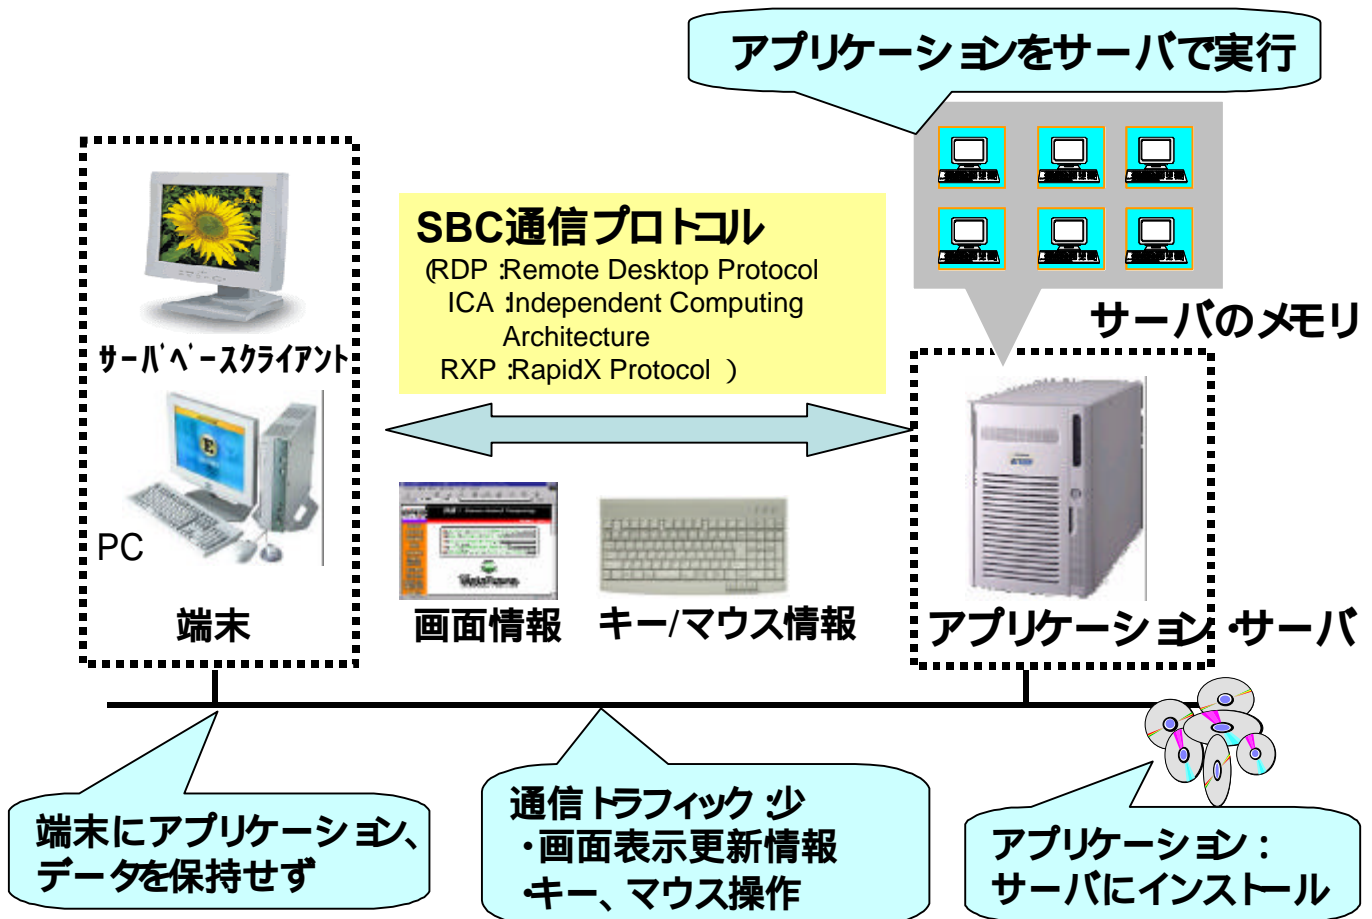 アプリケーションをサーバで実行
SBC通信プロトコル
(RDP:Remote Desktop Protocol
ICA:Independent Computing
Architecture
RXP:RapidX Protocol )
サーバのメモリ
サーバベースクライアント
PC
端末
画面情報
キー/マウス情報
アプリケーション・サーバ
端末にアプリケーション、
データを保持せず
通信トラフィック:少
・画面表示更新情報
・キー、マウス操作
アプリケーション:
サーバにインストール